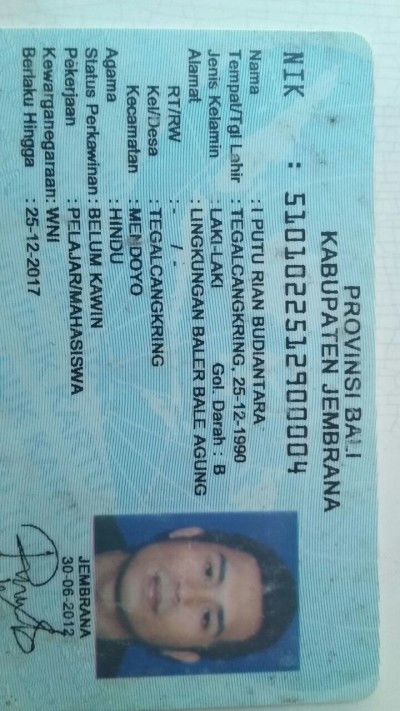 PROVINSI BALI
KABUPATEN JEMBRANA
NIK : 5101022512900004
Nama : I PUTU RIAN BUDIANTARA
Tempat/Tgl Lahir : TEGALCANGKRING, 25-12-1990
Jenis Kelamin : LAKI-LAKI Gol. Darah : B
Alamat : LINGKUNGAN BALER BALE AGUNG
RT/RW : - / -
Kel/Desa : TEGALCANGKRING
Kecamatan : MENDOYO
Agama : HINDU
Status Perkawinan : BELUM KAWIN
Pekerjaan : PELAJAR/MAHASISWA
Kewarganegaraan: WNI
Berlaku Hingga : 25-12-2017
JEMBRANA
30-06-2012